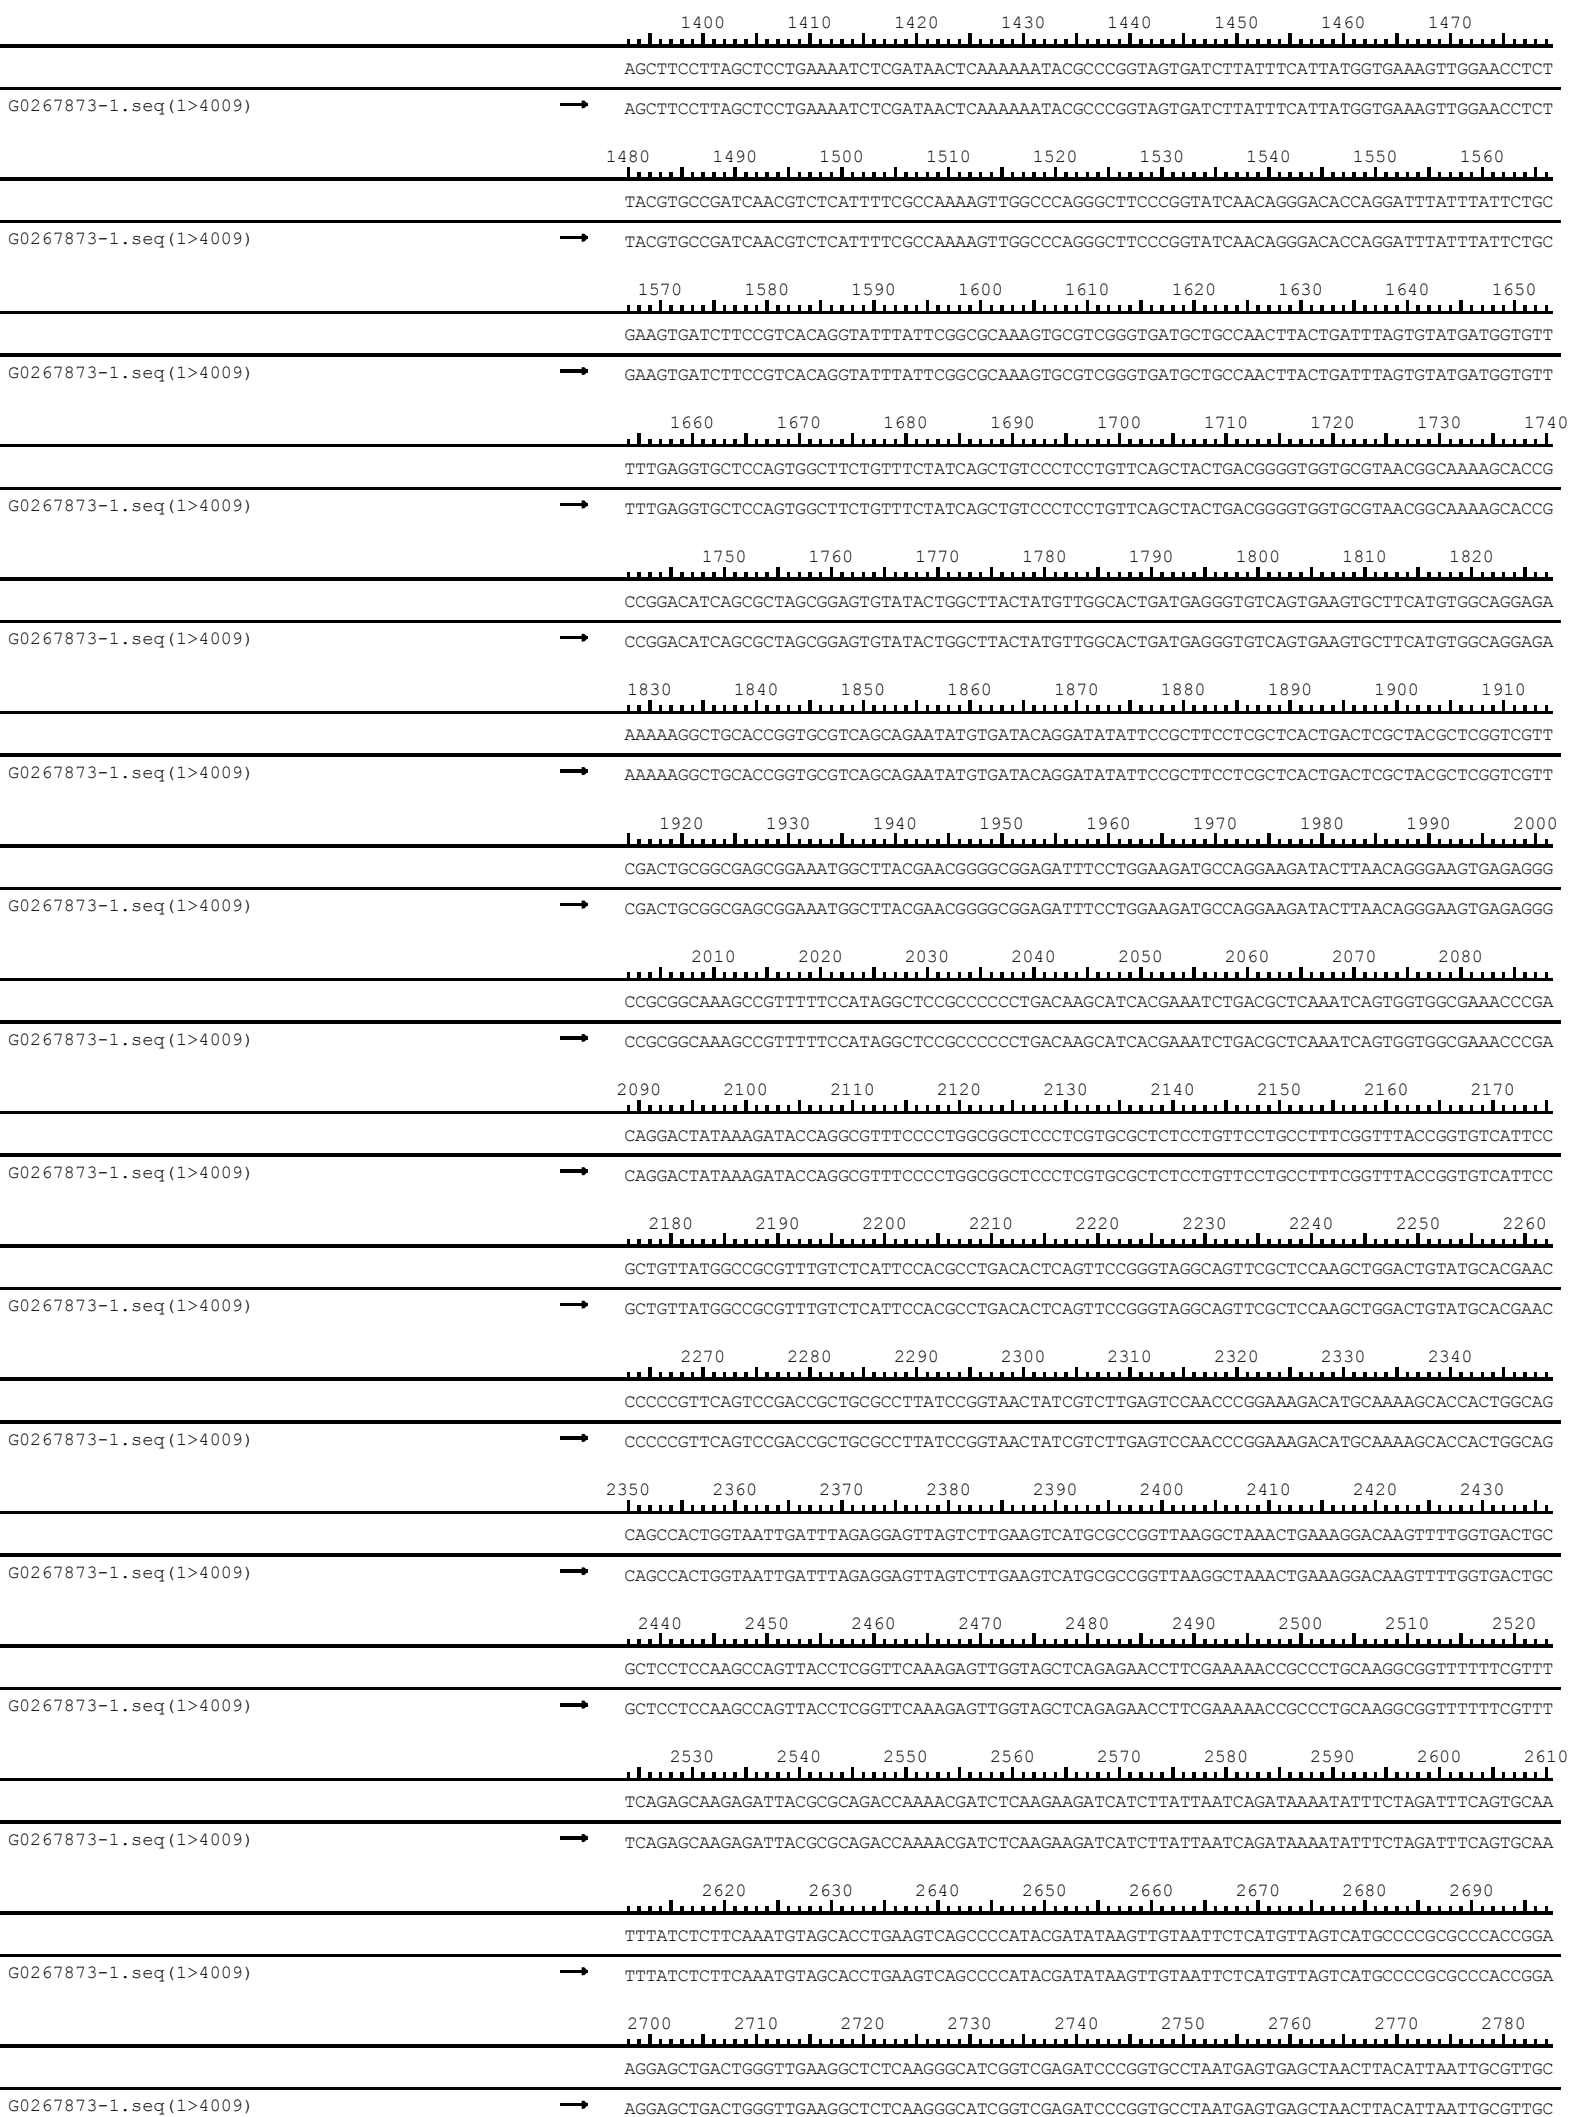 1400 1410 1420 1430 1440 1450 1460 1470
AGCTTCCTTAGCTCCTGAAAATCTCGATAACTCAAAAAATACGCCCGGTAGTGATCTTATTTCATTATGGTGAAAGTTGGAACCTCT
G0267873-1.seq(1>4009) → AGCTTCCTTAGCTCCTGAAAATCTCGATAACTCAAAAAATACGCCCGGTAGTGATCTTATTTCATTATGGTGAAAGTTGGAACCTCT
1480 1490 1500 1510 1520 1530 1540 1550 1560
TACGTGCCGATCAACGTCTCATTTTCGCCAAAAGTTGGCCCAGGGCTTCCCGGTATCAACAGGGACACCAGGATTTATTTATTCTGC
G0267873-1.seq(1>4009) → TACGTGCCGATCAACGTCTCATTTTCGCCAAAAGTTGGCCCAGGGCTTCCCGGTATCAACAGGGACACCAGGATTTATTTATTCTGC
1570 1580 1590 1600 1610 1620 1630 1640 1650
GAAGTGATCTTCCGTCACAGGTATTTATTCGGCGCAAAGTGCGTCGGGTGATGCTGCCAACTTACTGATTTAGTGTATGATGGTGTT
G0267873-1.seq(1>4009) → GAAGTGATCTTCCGTCACAGGTATTTATTCGGCGCAAAGTGCGTCGGGTGATGCTGCCAACTTACTGATTTAGTGTATGATGGTGTT
1660 1670 1680 1690 1700 1710 1720 1730 1740
TTTGAGGTGCTCCAGTGGCTTCTGTTTCTATCAGCTGTCCCTCCTGTTCAGCTACTGACGGGGTGGTGCGTAACGGCAAAAGCACCG
G0267873-1.seq(1>4009) → TTTGAGGTGCTCCAGTGGCTTCTGTTTCTATCAGCTGTCCCTCCTGTTCAGCTACTGACGGGGTGGTGCGTAACGGCAAAAGCACCG
1750 1760 1770 1780 1790 1800 1810 1820
CCGGACATCAGCGCTAGCGGAGTGTATACTGGCTTACTATGTTGGCACTGATGAGGGTGTCAGTGAAGTGCTTCATGTGGCAGGAGA
G0267873-1.seq(1>4009) → CCGGACATCAGCGCTAGCGGAGTGTATACTGGCTTACTATGTTGGCACTGATGAGGGTGTCAGTGAAGTGCTTCATGTGGCAGGAGA
1830 1840 1850 1860 1870 1880 1890 1900 1910
AAAAAGGCTGCACCGGTGCGTCAGCAGAATATGTGATACAGGATATATTCCGCTTCCTCGCTCACTGACTCGCTACGCTCGGTCGTT
G0267873-1.seq(1>4009) → AAAAAGGCTGCACCGGTGCGTCAGCAGAATATGTGATACAGGATATATTCCGCTTCCTCGCTCACTGACTCGCTACGCTCGGTCGTT
1920 1930 1940 1950 1960 1970 1980 1990 2000
CGACTGCGGCGAGCGGAAATGGCTTACGAACGGGGCGGAGATTTCCTGGAAGATGCCAGGAAGATACTTAACAGGGAAGTGAGAGGG
G0267873-1.seq(1>4009) → CGACTGCGGCGAGCGGAAATGGCTTACGAACGGGGCGGAGATTTCCTGGAAGATGCCAGGAAGATACTTAACAGGGAAGTGAGAGGG
2010 2020 2030 2040 2050 2060 2070 2080
CCGCGGCAAAGCCGTTTTTCCATAGGCTCCGCCCCCCTGACAAGCATCACGAAATCTGACGCTCAAATCAGTGGTGGCGAAACCCGA
G0267873-1.seq(1>4009) → CCGCGGCAAAGCCGTTTTTCCATAGGCTCCGCCCCCCTGACAAGCATCACGAAATCTGACGCTCAAATCAGTGGTGGCGAAACCCGA
2090 2100 2110 2120 2130 2140 2150 2160 2170
CAGGACTATAAAGATACCAGGCGTTTCCCCTGGCGGCTCCCTCGTGCGCTCTCCTGTTCCTGCCTTTCGGTTTACCGGTGTCATTCC
G0267873-1.seq(1>4009) → CAGGACTATAAAGATACCAGGCGTTTCCCCTGGCGGCTCCCTCGTGCGCTCTCCTGTTCCTGCCTTTCGGTTTACCGGTGTCATTCC
2180 2190 2200 2210 2220 2230 2240 2250 2260
GCTGTTATGGCCGCGTTTGTCTCATTCCACGCCTGACACTCAGTTCCGGGTAGGCAGTTCGCTCCAAGCTGGACTGTATGCACGAAC
G0267873-1.seq(1>4009) → GCTGTTATGGCCGCGTTTGTCTCATTCCACGCCTGACACTCAGTTCCGGGTAGGCAGTTCGCTCCAAGCTGGACTGTATGCACGAAC
2270 2280 2290 2300 2310 2320 2330 2340
CCCCCGTTCAGTCCGACCGCTGCGCCTTATCCGGTAACTATCGTCTTGAGTCCAACCCGGAAAGACATGCAAAAGCACCACTGGCAG
G0267873-1.seq(1>4009) → CCCCCGTTCAGTCCGACCGCTGCGCCTTATCCGGTAACTATCGTCTTGAGTCCAACCCGGAAAGACATGCAAAAGCACCACTGGCAG
2350 2360 2370 2380 2390 2400 2410 2420 2430
CAGCCACTGGTAATTGATTTAGAGGAGTTAGTCTTGAAGTCATGCGCCGGTTAAGGCTAAACTGAAAGGACAAGTTTTGGTGACTGC
G0267873-1.seq(1>4009) → CAGCCACTGGTAATTGATTTAGAGGAGTTAGTCTTGAAGTCATGCGCCGGTTAAGGCTAAACTGAAAGGACAAGTTTTGGTGACTGC
2440 2450 2460 2470 2480 2490 2500 2510 2520
GCTCCTCCAAGCCAGTTACCTCGGTTCAAAGAGTTGGTAGCTCAGAGAACCTTCGAAAAACCGCCCTGCAAGGCGGTTTTTTCGTTT
G0267873-1.seq(1>4009) → GCTCCTCCAAGCCAGTTACCTCGGTTCAAAGAGTTGGTAGCTCAGAGAACCTTCGAAAAACCGCCCTGCAAGGCGGTTTTTTCGTTT
2530 2540 2550 2560 2570 2580 2590 2600 2610
TCAGAGCAAGAGATTACGCGCAGACCAAAACGATCTCAAGAAGATCATCTTATTAATCAGATAAAATATTTCTAGATTTCAGTGCAA
G0267873-1.seq(1>4009) → TCAGAGCAAGAGATTACGCGCAGACCAAAACGATCTCAAGAAGATCATCTTATTAATCAGATAAAATATTTCTAGATTTCAGTGCAA
2620 2630 2640 2650 2660 2670 2680 2690
TTTATCTCTTCAAATGTAGCACCTGAAGTCAGCCCCATACGATATAAGTTGTAATTCTCATGTTAGTCATGCCCCGCGCCCACCGGA
G0267873-1.seq(1>4009) → TTTATCTCTTCAAATGTAGCACCTGAAGTCAGCCCCATACGATATAAGTTGTAATTCTCATGTTAGTCATGCCCCGCGCCCACCGGA
2700 2710 2720 2730 2740 2750 2760 2770 2780
AGGAGCTGACTGGGTTGAAGGCTCTCAAGGGCATCGGTCGAGATCCCGGTGCCTAATGAGTGAGCTAACTTACATTAATTGCGTTGC
G0267873-1.seq(1>4009) → AGGAGCTGACTGGGTTGAAGGCTCTCAAGGGCATCGGTCGAGATCCCGGTGCCTAATGAGTGAGCTAACTTACATTAATTGCGTTGC